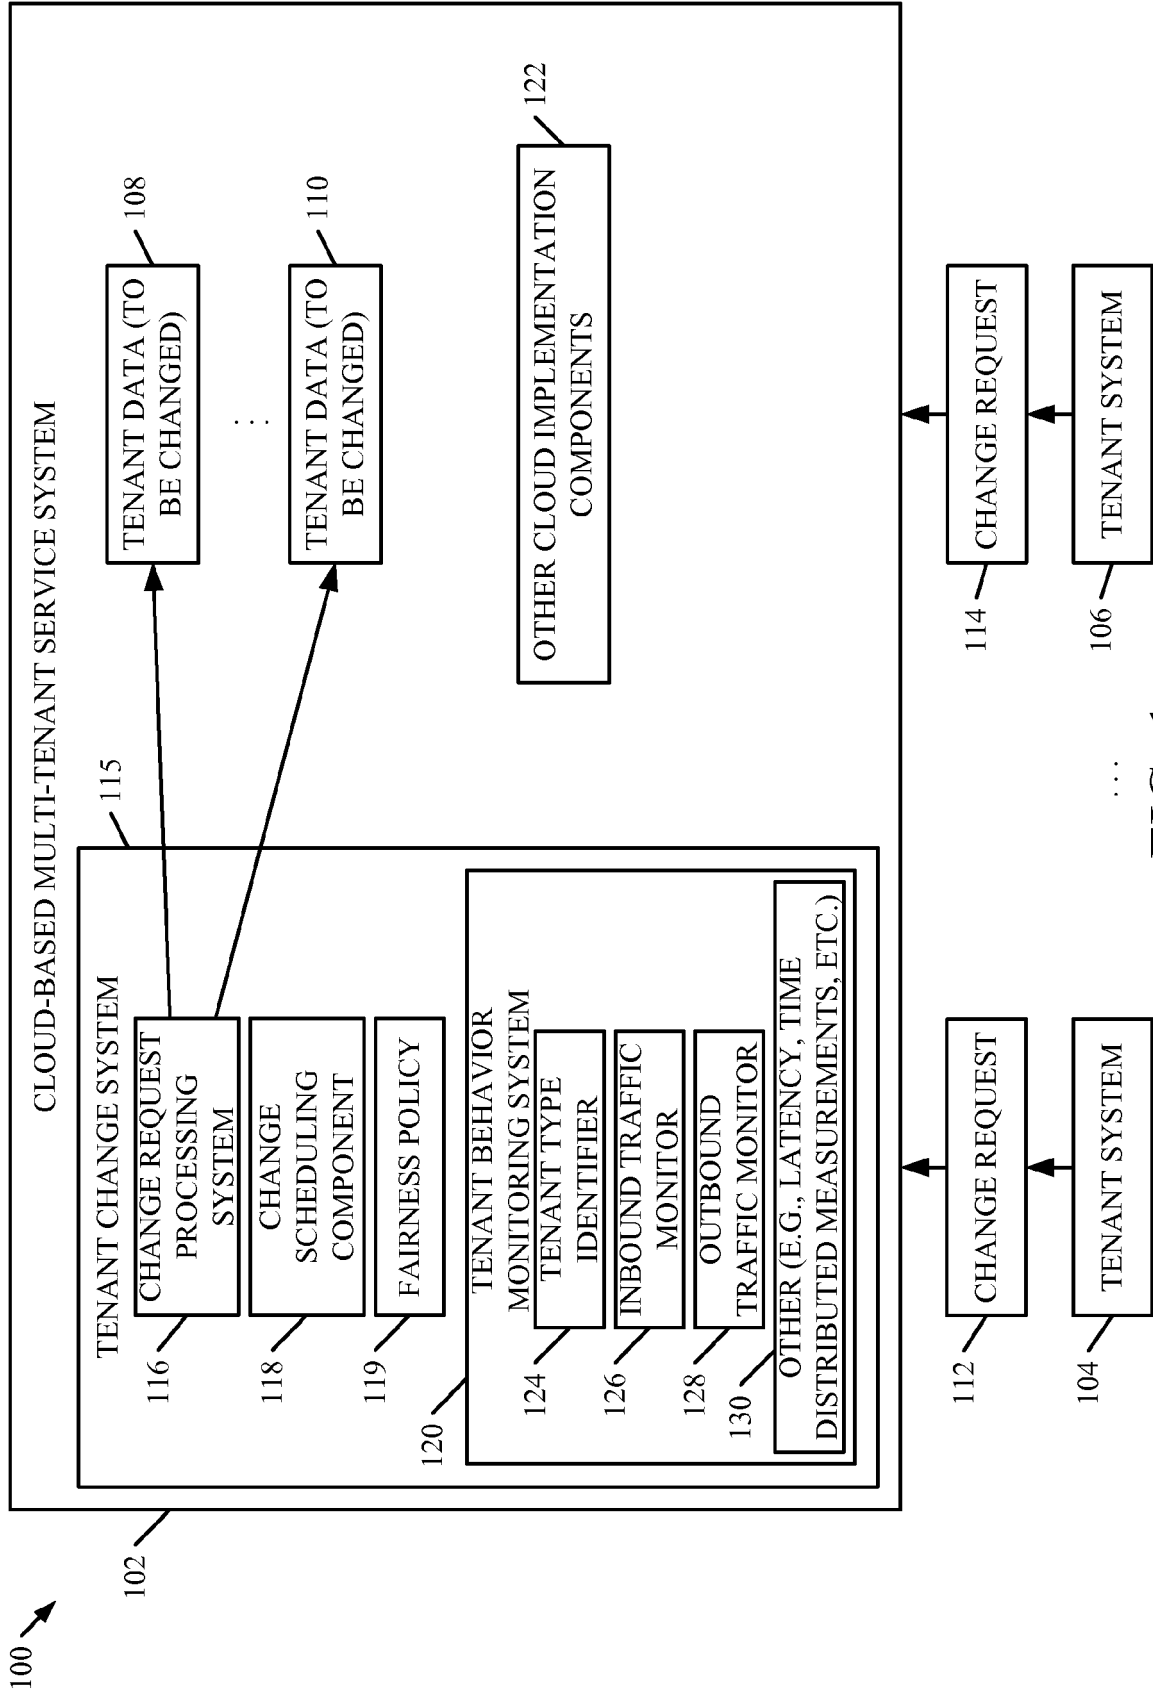 100
102
CLOUD-BASED MULTI-TENANT SERVICE SYSTEM
115
TENANT CHANGE SYSTEM
116
CHANGE REQUEST
PROCESSING
SYSTEM
118
CHANGE
SCHEDULING
COMPONENT
119
FAIRNESS POLICY
120
TENANT BEHAVIOR
MONITORING SYSTEM
124
TENANT TYPE
IDENTIFIER
126
INBOUND TRAFFIC
MONITOR
128
OUTBOUND
TRAFFIC MONITOR
130
OTHER (E.G., LATENCY, TIME
DISTRIBUTED MEASUREMENTS, ETC.)
108
TENANT DATA (TO
BE CHANGED)
...
110
TENANT DATA (TO
BE CHANGED)
122
OTHER CLOUD IMPLEMENTATION
COMPONENTS
112
CHANGE REQUEST
104
TENANT SYSTEM
...
114
CHANGE REQUEST
106
TENANT SYSTEM